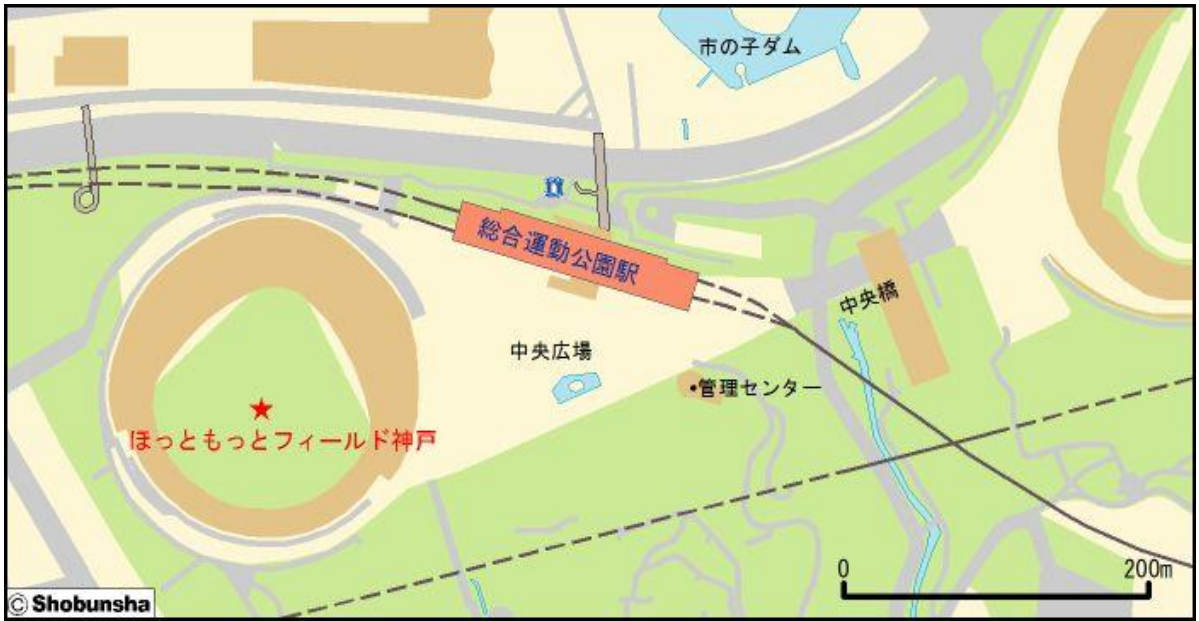 市の子ダム
総合運動公園駅
中央橋
中央広場
•管理センター
★
ほっともっとフィールド神戸
0 200m
© Shobunsha